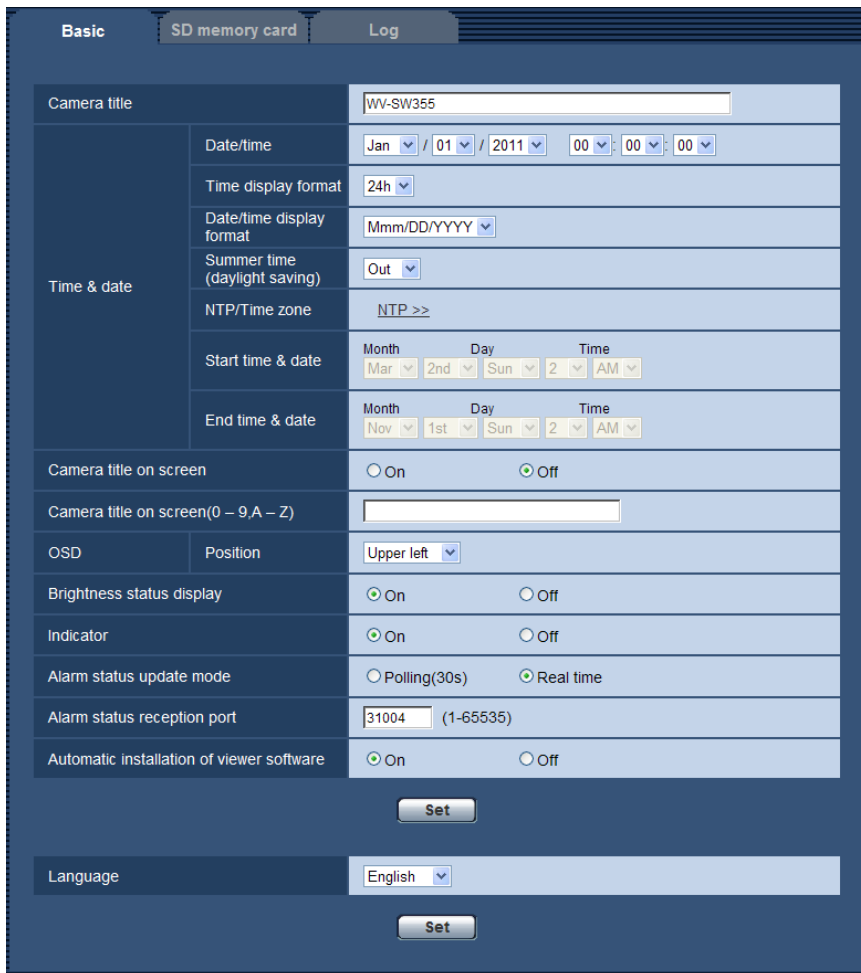 Basic SD memory card Log
Camera title WV-SW355
Time & date
Date/time Jan / 01 / 2011 00 : 00 : 00
Time display format 24h
Date/time display
format
Mmm/DD/YYYY
Summer time
(daylight saving)
Out
NTP/Time zone NTP >>
Start time & date
Month Day Time
Mar 2nd Sun 2 AM
End time & date
Month Day Time
Nov 1st Sun 2 AM
Camera title on screen On Off
Camera title on screen(0 – 9,A – Z)
OSD Position Upper left
Brightness status display On Off
Indicator On Off
Alarm status update mode Polling(30s) Real time
Alarm status reception port 31004 (1-65535)
Automatic installation of viewer software On Off
Set
Language English
Set